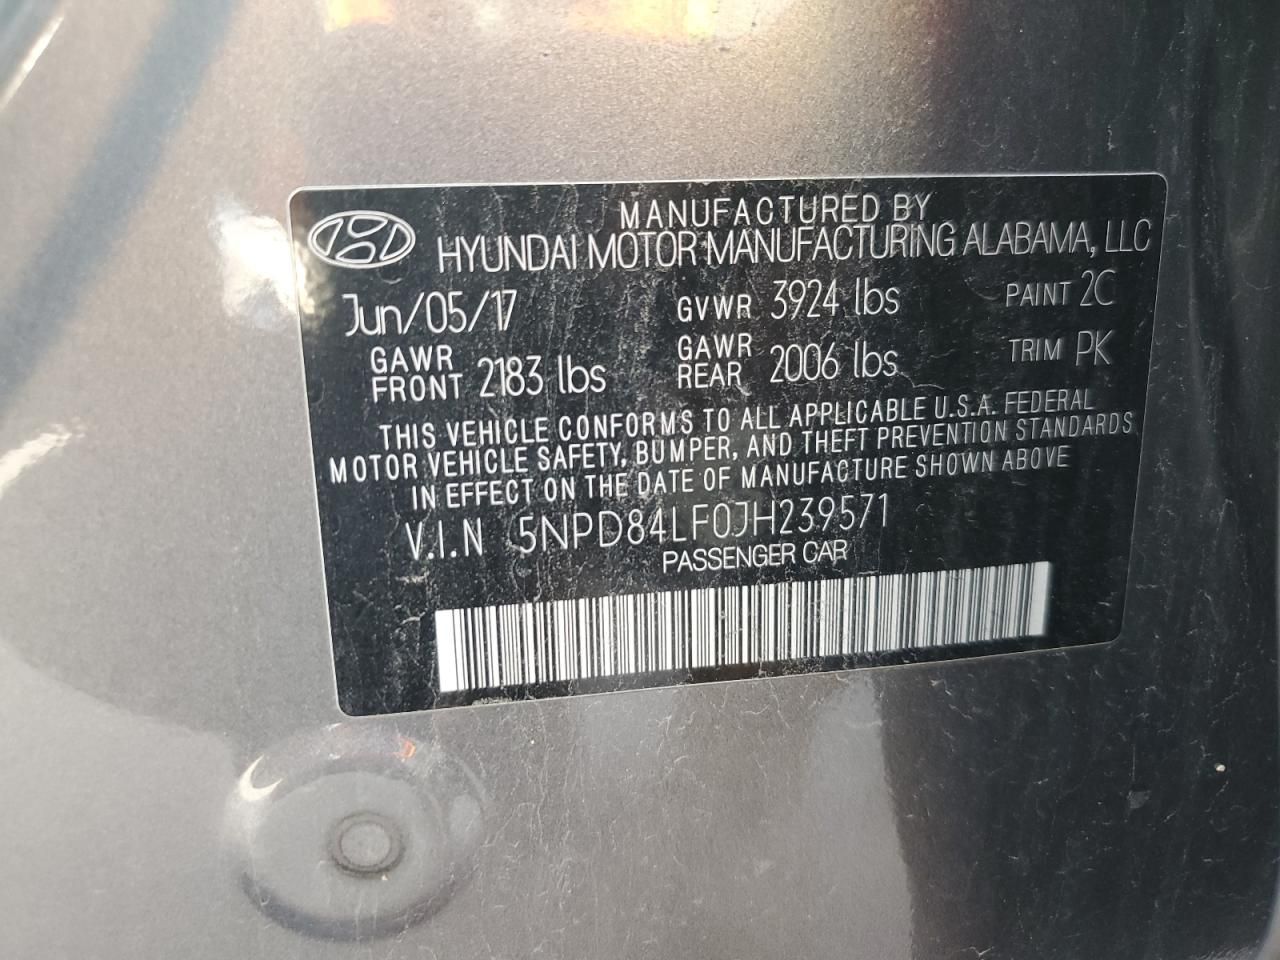 MANUFACTURED BY
HYUNDAI MOTOR MANUFACTURING ALABAMA, LLC
Jun/05/17 GVWR 3924 lbs PAINT 2C
GAWR FRONT 2183 lbs GAWR REAR 2006 lbs TRIM PK
THIS VEHICLE CONFORMS TO ALL APPLICABLE U.S.A. FEDERAL
MOTOR VEHICLE SAFETY, BUMPER, AND THEFT PREVENTION STANDARDS
IN EFFECT ON THE DATE OF MANUFACTURE SHOWN ABOVE
V.I.N 5NPD84LF0JH239571
PASSENGER CAR